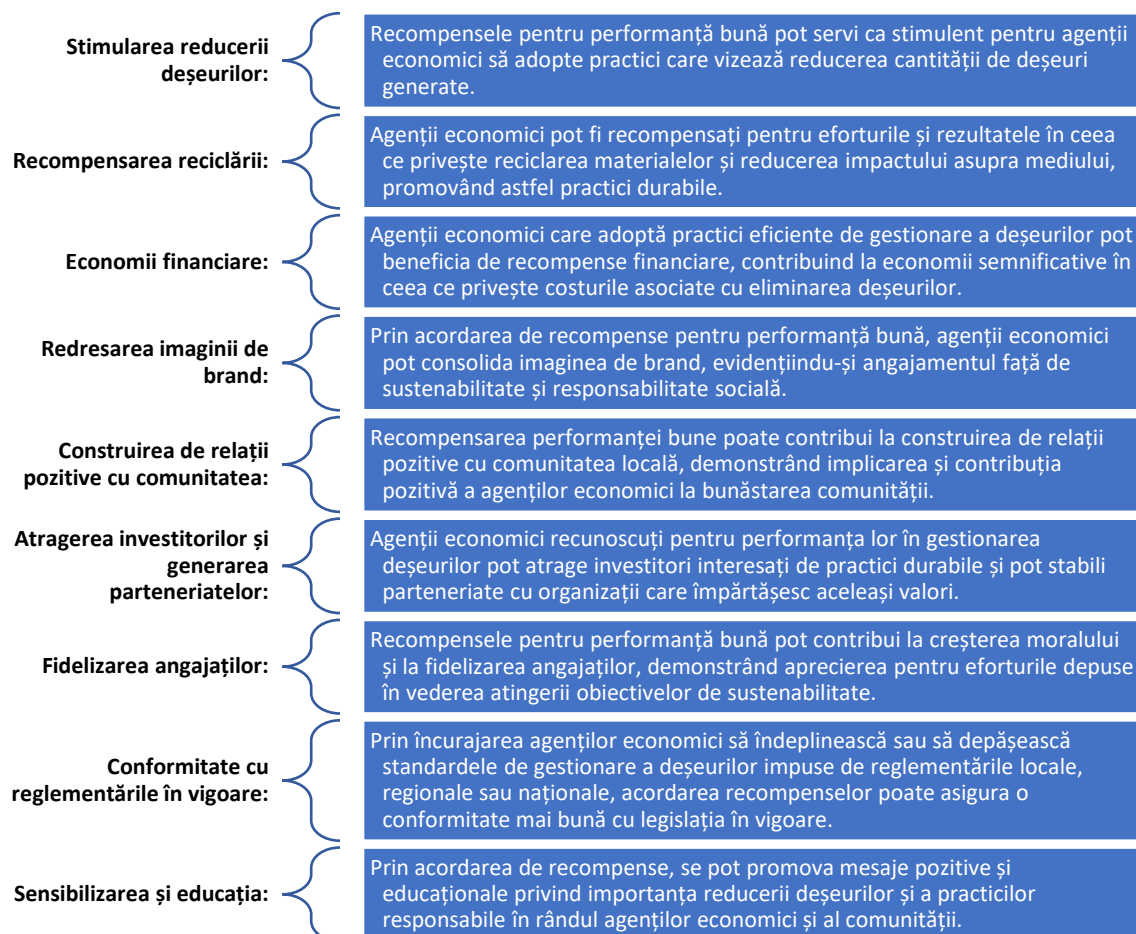 Stimularea reducerii
deșeurilor:
Recompensele pentru performanță bună pot servi ca stimulent pentru agenții
economici să adopte practici care vizează reducerea cantității de deșeuri
generate.
Recompensarea reciclării:
Agenții economici pot fi recompensați pentru eforturile și rezultatele în ceea
ce privește reciclarea materialelor și reducerea impactului asupra mediului,
promovând astfel practici durabile.
Economii financiare:
Agenții economici care adoptă practici eficiente de gestionare a deșeurilor pot
beneficia de recompense financiare, contribuind la economii semnificative în
ceea ce privește costurile asociate cu eliminarea deșeurilor.
Redresarea imaginii de
brand:
Prin acordarea de recompense pentru performanță bună, agenții economici
pot consolida imaginea de brand, evidențiindu-și angajamentul față de
sustenabilitate și responsabilitate socială.
Construirea de relații
pozitive cu comunitatea:
Recompensarea performanței bune poate contribui la construirea de relații
pozitive cu comunitatea locală, demonstrând implicarea și contribuția
pozitivă a agenților economici la bunăstarea comunității.
Atragerea investitorilor și
generarea
parteneriatelor:
Agenții economici recunoscuți pentru performanța lor în gestionarea
deșeurilor pot atrage investitori interesați de practici durabile și pot stabili
parteneriate cu organizații care împărtășesc aceleași valori.
Fidelizarea angajaților:
Recompensele pentru performanță bună pot contribui la creșterea moralului
și la fidelizarea angajaților, demonstrând aprecierea pentru eforturile depuse
în vederea atingerii obiectivelor de sustenabilitate.
Conformitate cu
reglementările în vigoare:
Prin încurajarea agenților economici să îndeplinească sau să depășească
standardele de gestionare a deșeurilor impuse de reglementările locale,
regionale sau naționale, acordarea recompenselor poate asigura o
conformitate mai bună cu legislația în vigoare.
Sensibilizarea și educația:
Prin acordarea de recompense, se pot promova mesaje pozitive și
educaționale privind importanța reducerii deșeurilor și a practicilor
responsabile în rândul agenților economici și al comunității.